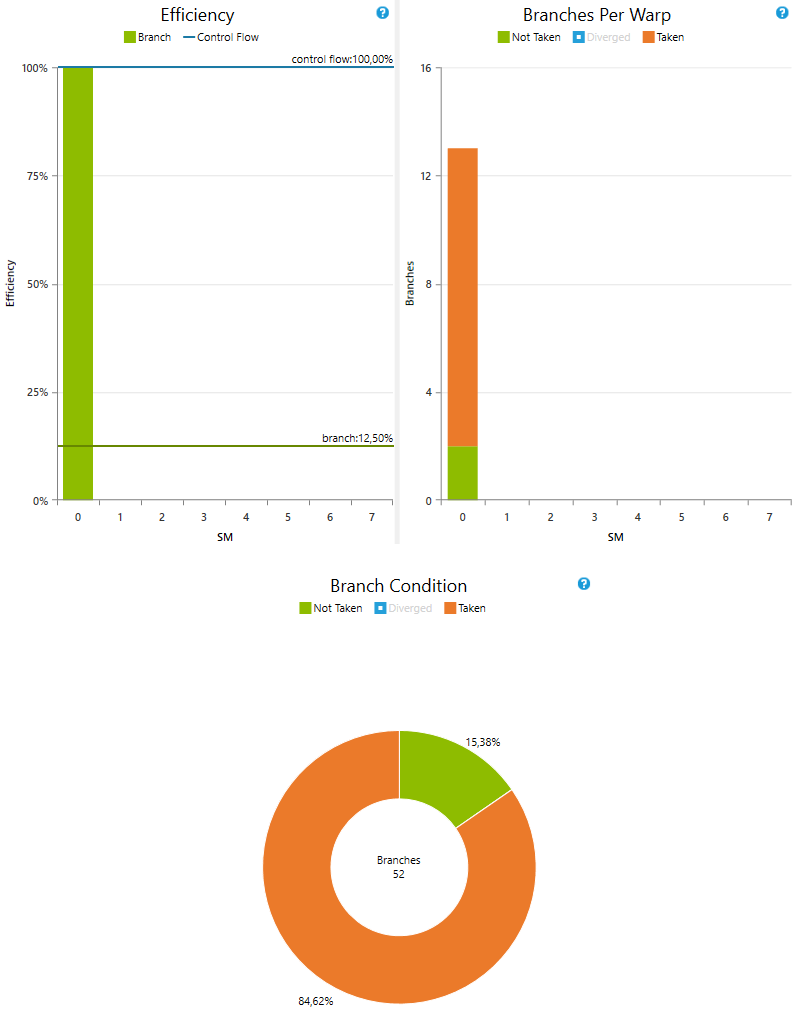 Efficiency
?
Branch Control Flow
control flow:100,00%
100%
75%
50%
25%
0%
Efficiency
branch:12,50%
0 1 2 3 4 5 6 7
SM
Branches Per Warp
?
Not Taken Diverged Taken
16
12
8
4
0
Branches
0 1 2 3 4 5 6 7
SM
Branch Condition
?
Not Taken Diverged Taken
15,38%
Branches
52
84,62%